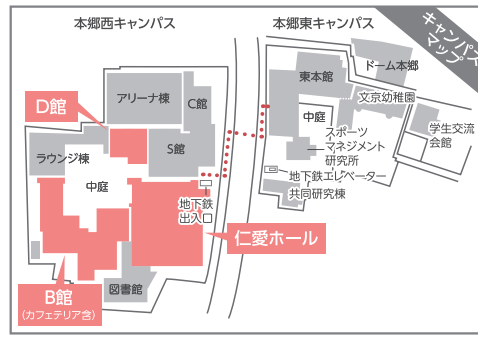 本郷西キャンパス
本郷東キャンパス
キャンパス
マップ
D館
アリーナ棟
C館
S館
ラウンジ棟
中庭
地下鉄
出入口
仁愛ホール
B館
(カフェテリア含)
図書館
東本館
ドーム本郷
文京幼稚園
中庭
スポーツ
マネジメント
研究所
学生交流
会館
地下鉄エレベーター
共同研究棟